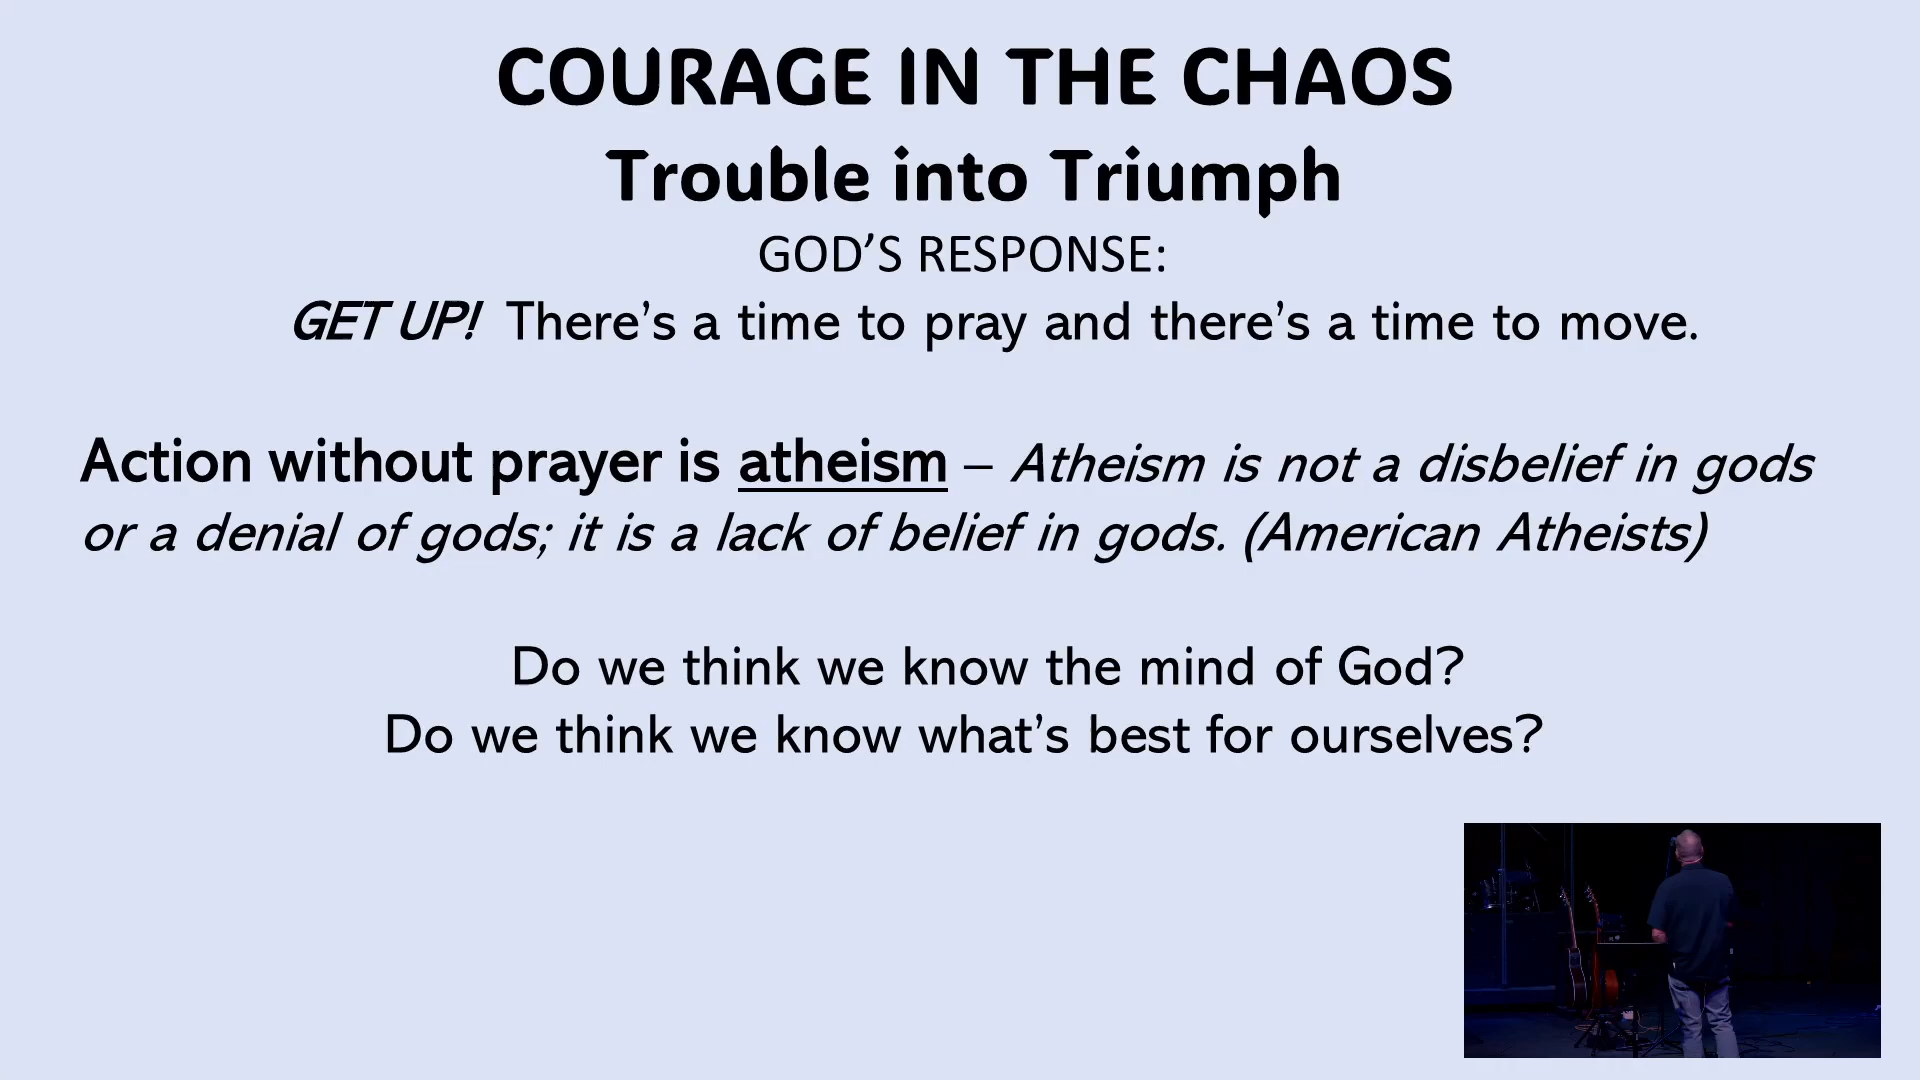 COURAGE IN THE CHAOS
Trouble into Triumph
GOD’S RESPONSE:
GET UP! There’s a time to pray and there’s a time to move.
Action without prayer is atheism – Atheism is not a disbelief in gods
or a denial of gods; it is a lack of belief in gods. (American Atheists)
Do we think we know the mind of God?
Do we think we know what’s best for ourselves?